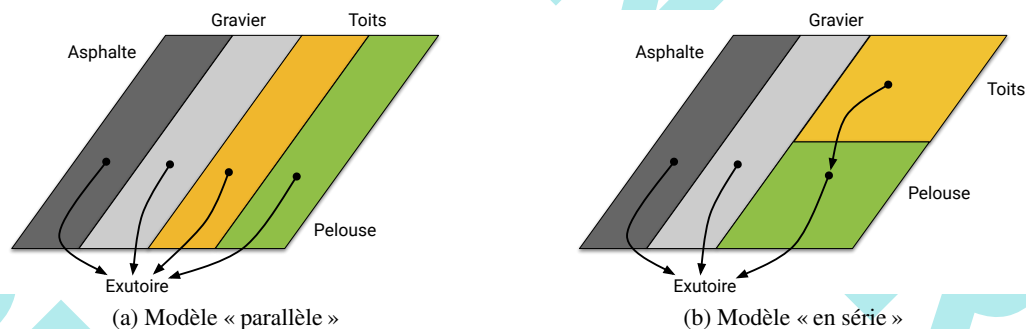 Gravier
Toits
Asphalte
Pelouse
Exutoire
(a) Modèle « parallèle »
Gravier
Asphalte
Toits
Pelouse
Exutoire
(b) Modèle « en série »